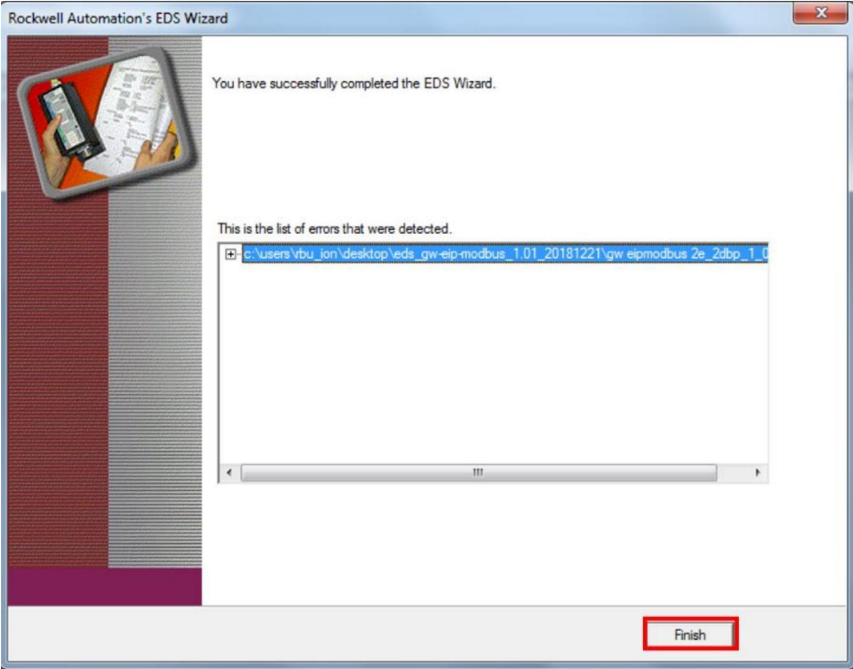 Rockwell Automation's EDS Wizard
You have successfully completed the EDS Wizard.
This is the list of errors that were detected.
c:\users\rbu_ion\desktop\eds_gw-eip-modbus_1.01_20181221\gw eipmodbus 2e_2dbp_1_0
Finish